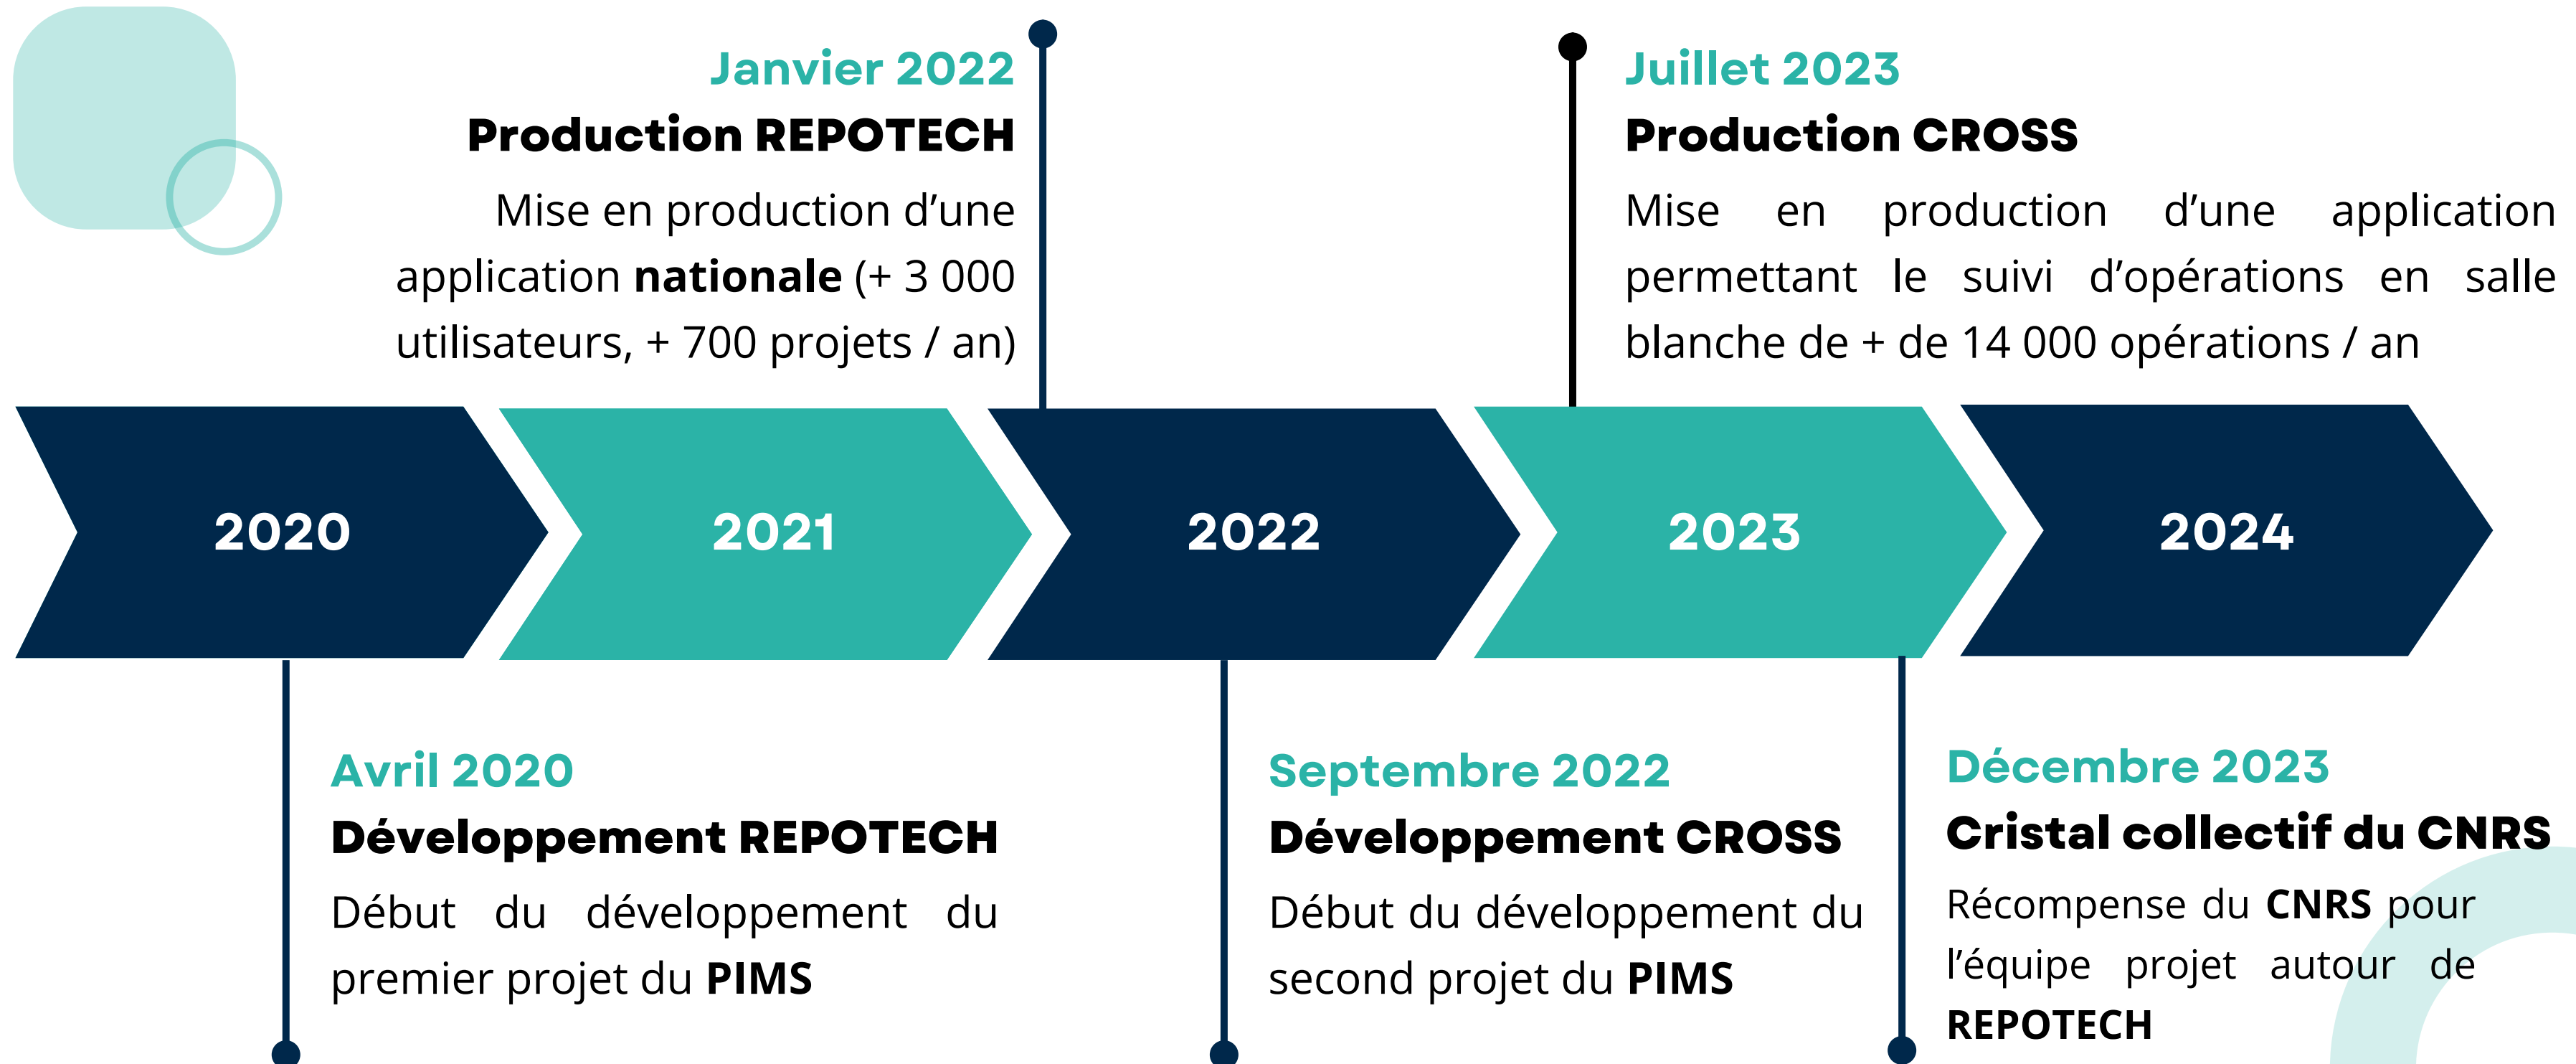 Janvier 2022
Production REPOTECH
Mise en production d’une
application nationale (+ 3 000
utilisateurs, + 700 projets / an)
Juillet 2023
Production CROSS
Mise en production d’une application
permettant le suivi d’opérations en salle
blanche de + de 14 000 opérations / an
2020
2021
2022
2023
2024
Avril 2020
Développement REPOTECH
Début du développement du
premier projet du PIMS
Septembre 2022
Développement CROSS
Début du développement du
second projet du PIMS
Décembre 2023
Cristal collectif du CNRS
Récompense du CNRS pour
l’équipe projet autour de
REPOTECH